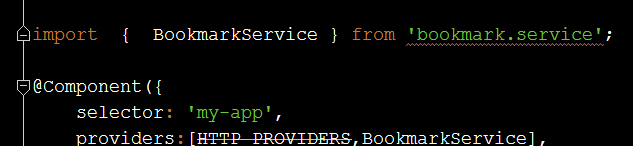 import { BookmarkService } from 'bookmark.service';
@Component({
selector: 'my-app',
providers:[HTTP_PROVIDERS,BookmarkService],